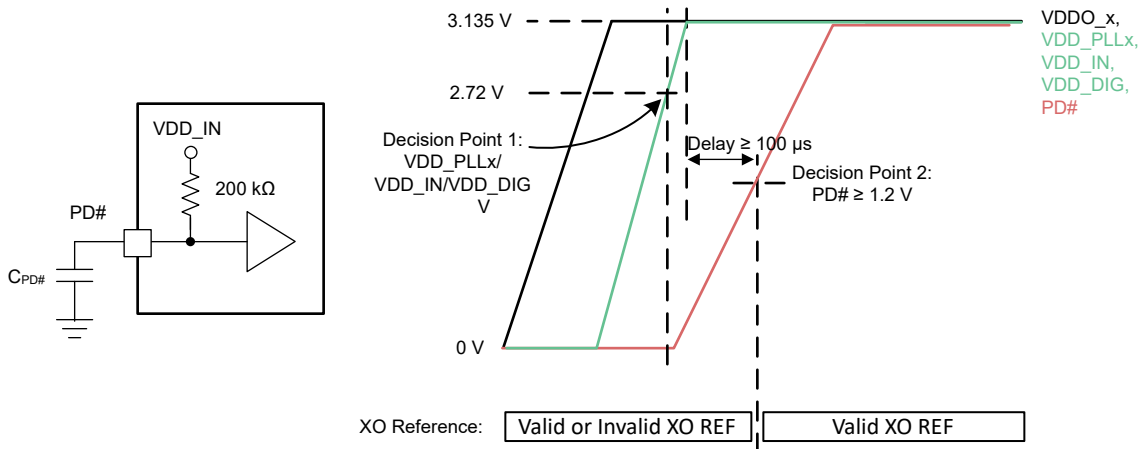 VDD_IN
200 kΩ
PD#
CPD#
3.135 V
2.72 V
0 V
Decision Point 1:
VDD_PLLx/
VDD_IN/VDD_DIG
V
Delay ≥ 100 µs
Decision Point 2:
PD# ≥ 1.2 V
VDDO_x,
VDD_PLLx,
VDD_IN,
VDD_DIG,
PD#
XO Reference:
Valid or Invalid XO REF
Valid XO REF